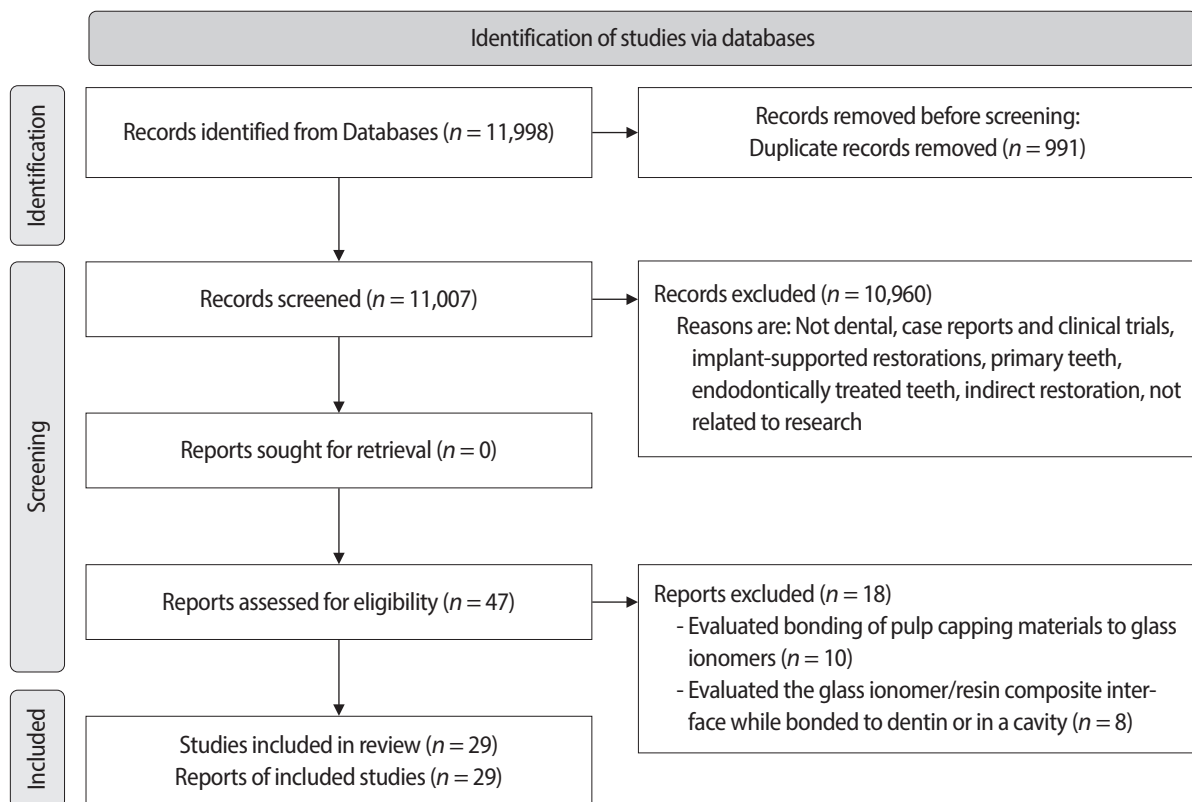 Identification of studies via databases
Identification
Records identified from Databases (n = 11,998)
Records removed before screening:
Duplicate records removed (n = 991)
Screening
Records screened (n = 11,007)
Records excluded (n = 10,960)
Reasons are: Not dental, case reports and clinical trials,
implant-supported restorations, primary teeth,
endodontically treated teeth, indirect restoration, not
related to research
Reports sought for retrieval (n = 0)
Reports assessed for eligibility (n = 47)
Reports excluded (n = 18)
- Evaluated bonding of pulp capping materials to glass
ionomers (n = 10)
- Evaluated the glass ionomer/resin composite inter-
face while bonded to dentin or in a cavity (n = 8)
Included
Studies included in review (n = 29)
Reports of included studies (n = 29)